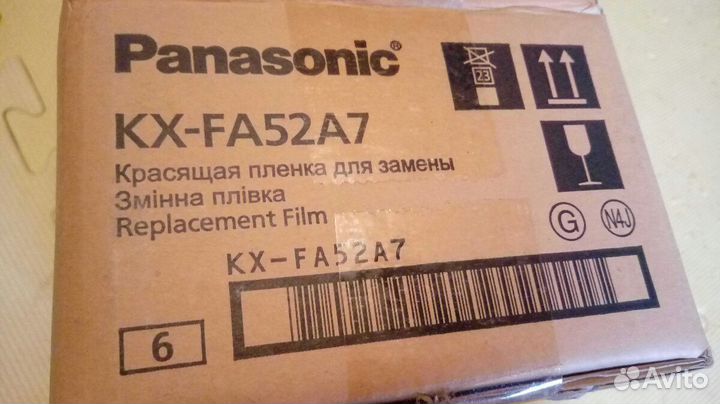 Panasonic®
KX-FA52A7
Красящая пленка для замены
Змінна плівка
Replacement Film
23
G
N4J
KX-FA52A7
6
Avito